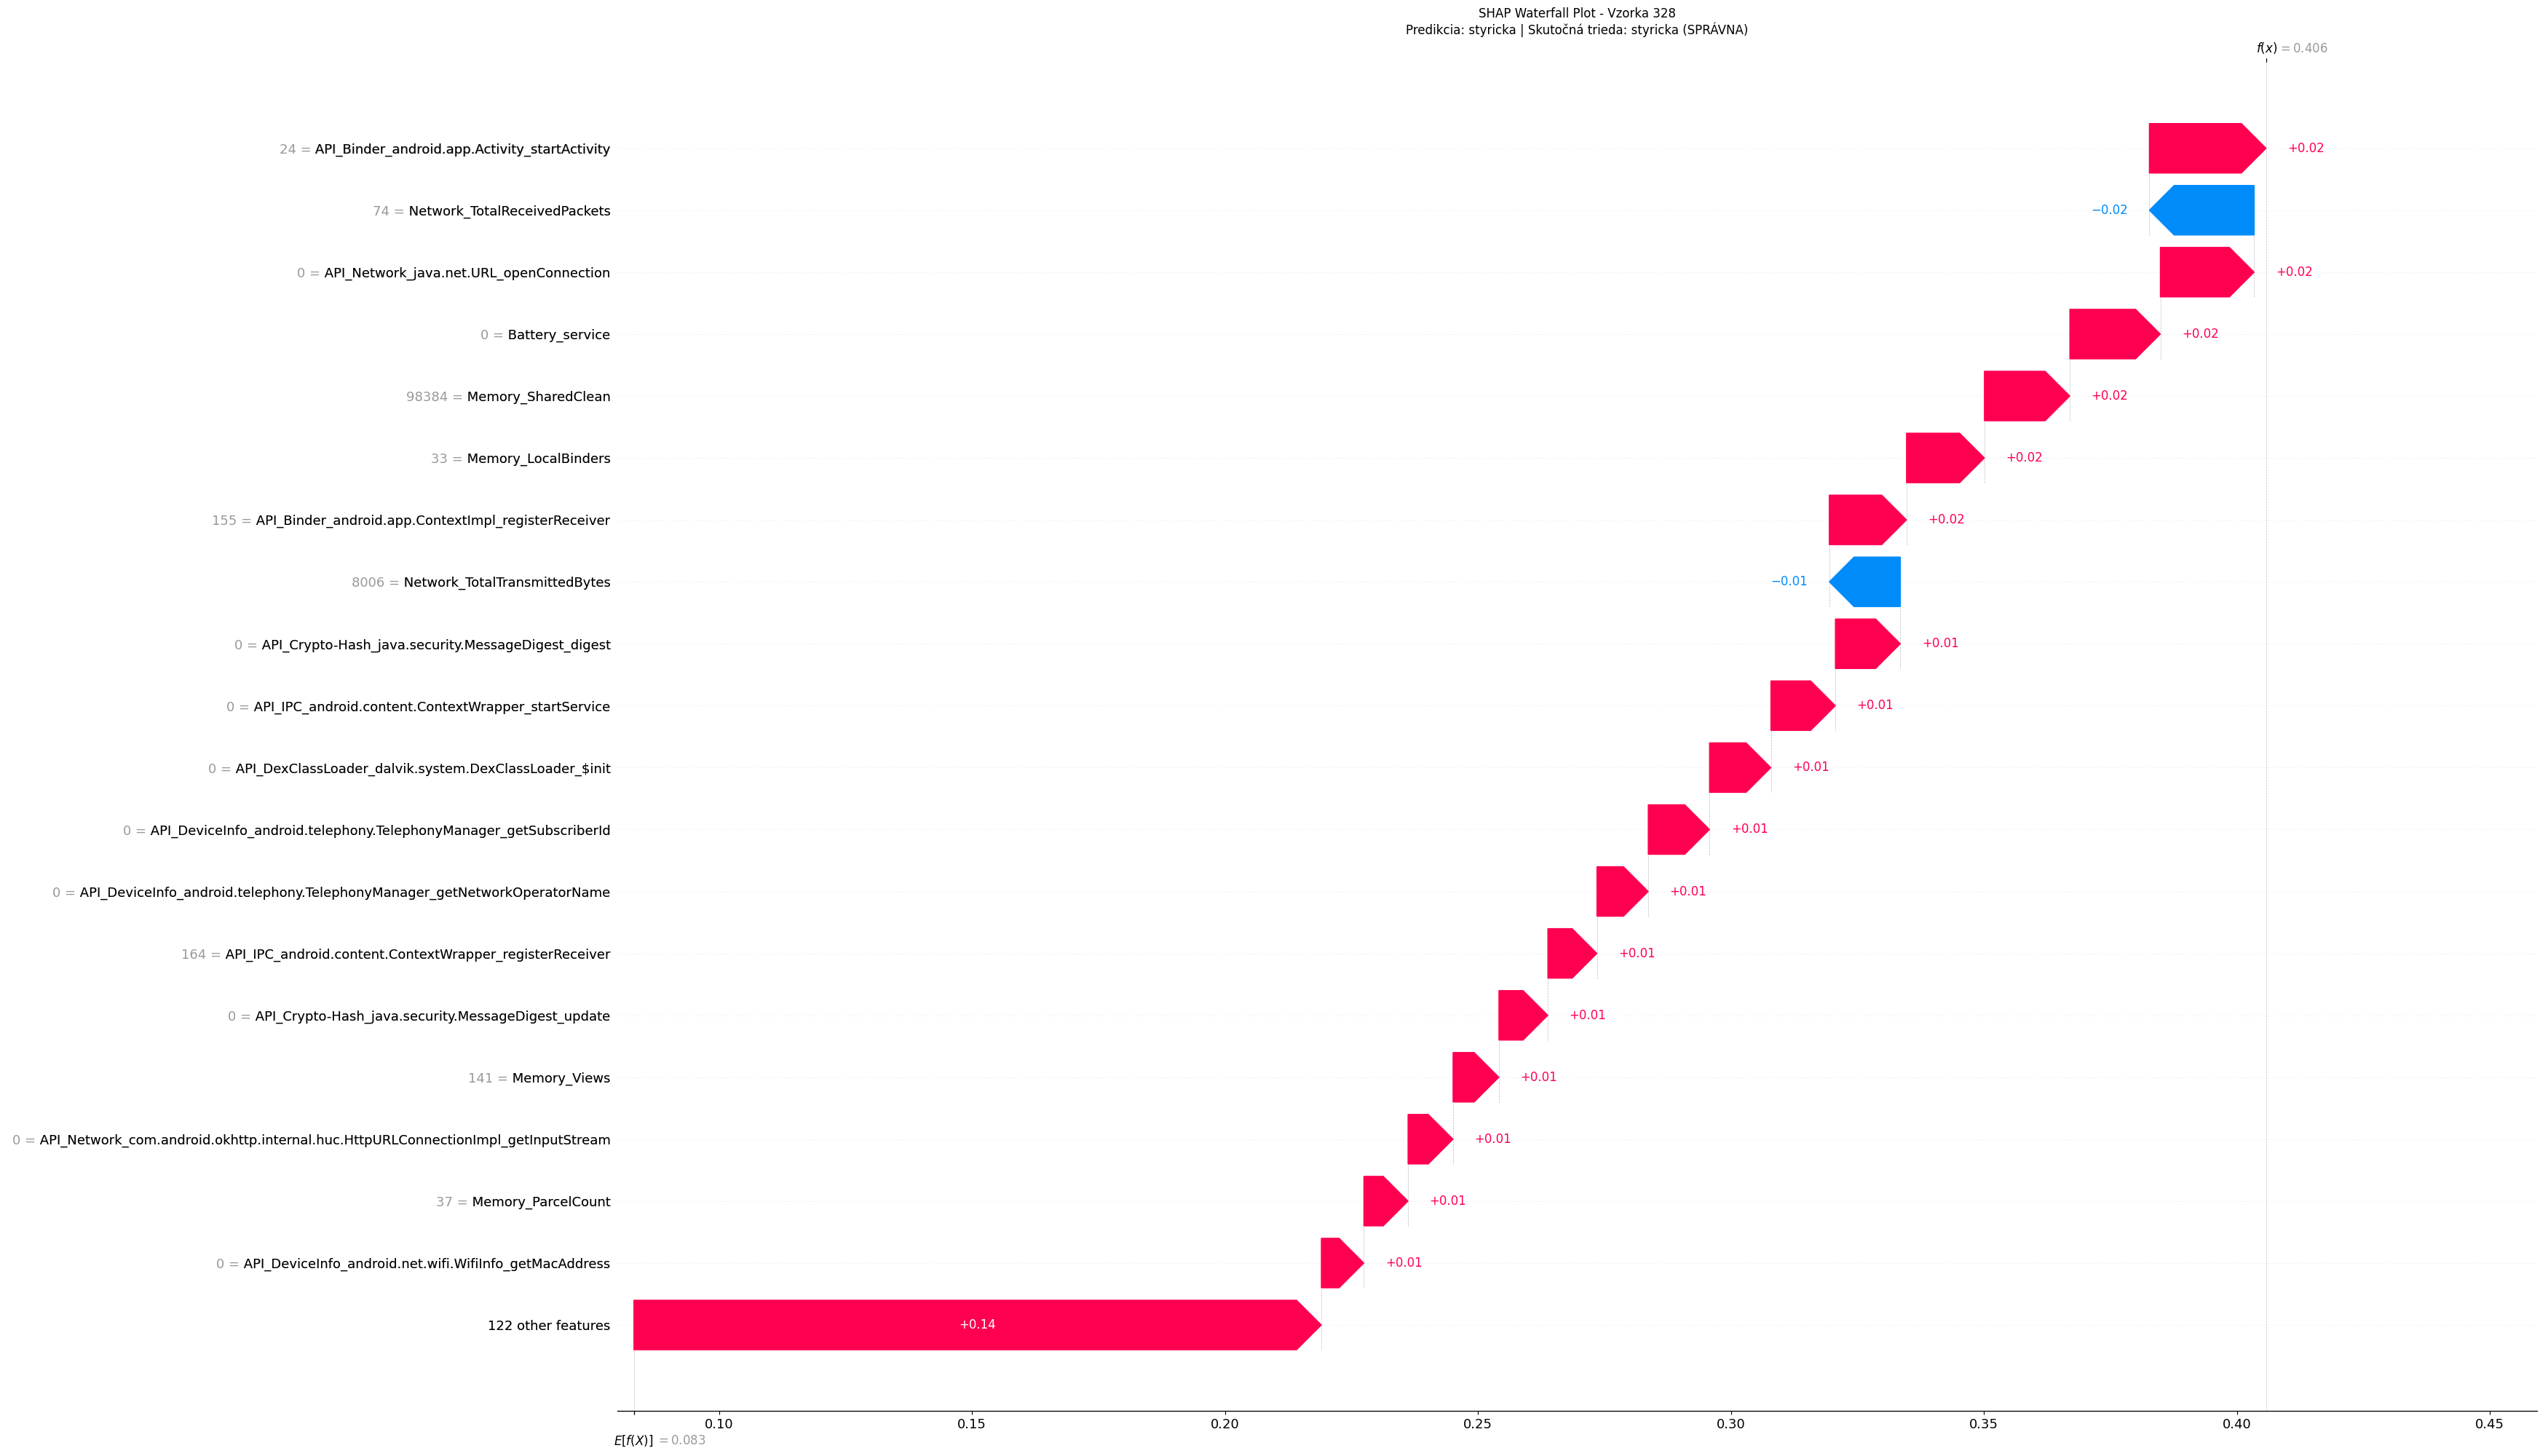 SHAP Waterfall Plot - Vzorka 328
Predikcia: styricka | Skutočná trieda: styricka (SPRÁVNA)
f(x) = 0.406
24 = API_Binder_android.app.Activity_startActivity +0.02
74 = Network_TotalReceivedPackets −0.02
0 = API_Network_java.net.URL_openConnection +0.02
0 = Battery_service +0.02
98384 = Memory_SharedClean +0.02
33 = Memory_LocalBinders +0.02
155 = API_Binder_android.app.ContextImpl_registerReceiver +0.02
8006 = Network_TotalTransmittedBytes −0.01
0 = API_Crypto-Hash_java.security.MessageDigest_digest +0.01
0 = API_IPC_android.content.ContextWrapper_startService +0.01
0 = API_DexClassLoader_dalvik.system.DexClassLoader_$init +0.01
0 = API_DeviceInfo_android.telephony.TelephonyManager_getSubscriberId +0.01
0 = API_DeviceInfo_android.telephony.TelephonyManager_getNetworkOperatorName +0.01
164 = API_IPC_android.content.ContextWrapper_registerReceiver +0.01
0 = API_Crypto-Hash_java.security.MessageDigest_update +0.01
141 = Memory_Views +0.01
0 = API_Network_com.android.okhttp.internal.huc.HttpURLConnectionImpl_getInputStream +0.01
37 = Memory_ParcelCount +0.01
0 = API_DeviceInfo_android.net.wifi.WifiInfo_getMacAddress +0.01
122 other features +0.14
0.10 0.15 0.20 0.25 0.30 0.35 0.40 0.45
E[f(X)] = 0.083